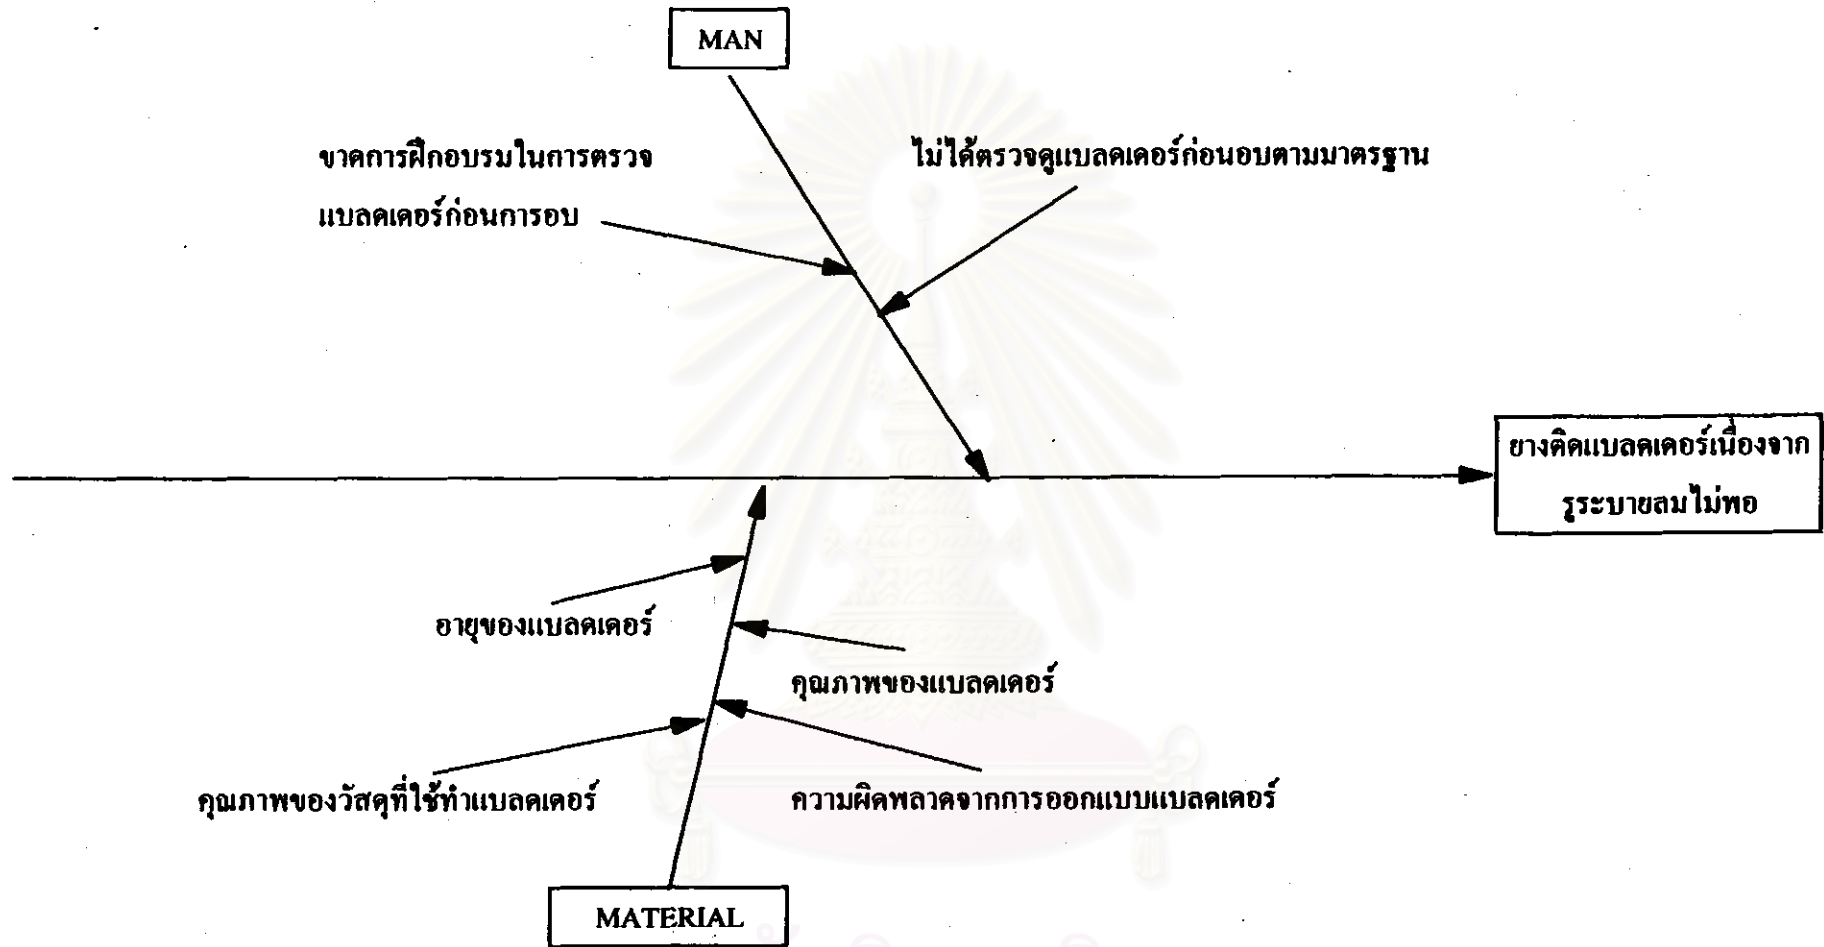 MAN
ขาดการฝึกอบรมในการตรวจ
แบลดเดอร์ก่อนการอบ
ไม่ได้ตรวจดูแบลดเดอร์ก่อนอบตามมาตรฐาน
ยางติดแบลดเดอร์เนื่องจาก
รูระบายลมไม่พอ
อายุของแบลดเดอร์
คุณภาพของแบลดเดอร์
คุณภาพของวัสดุที่ใช้ทำแบลดเดอร์
ความผิดพลาดจากการออกแบบแบลดเดอร์
MATERIAL